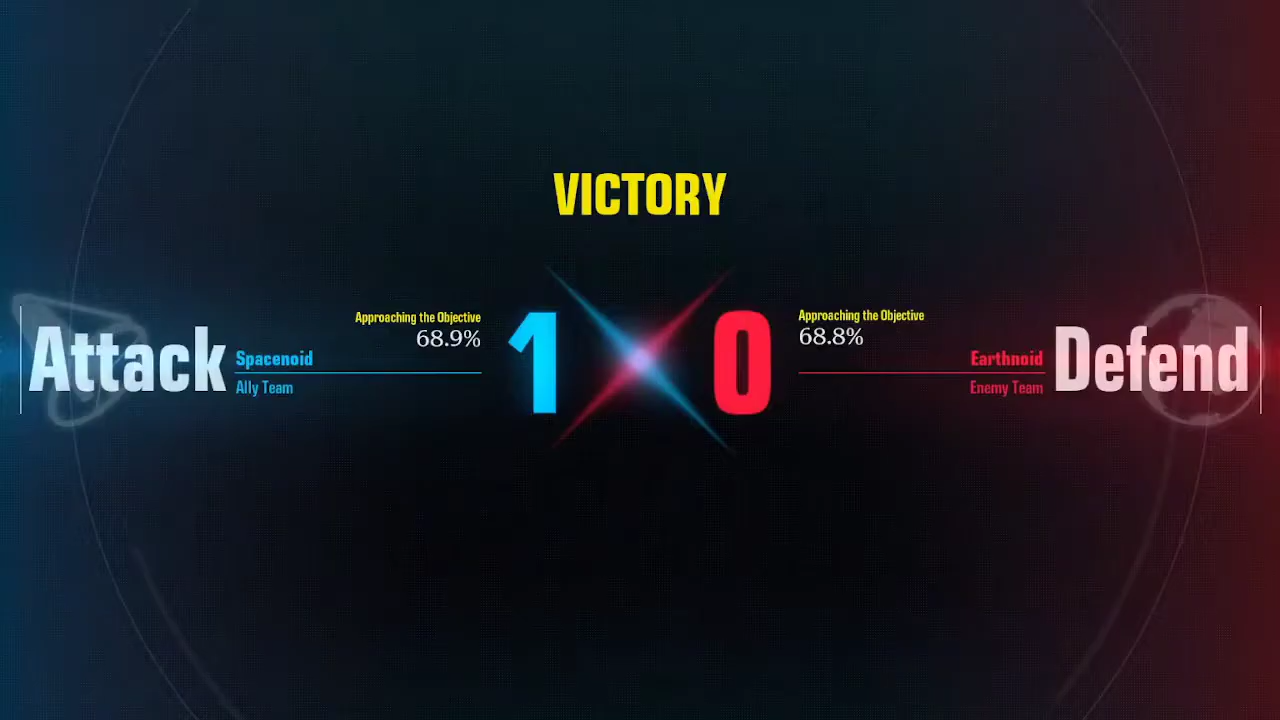 VICTORY
Attack
Spacenoid
Ally Team
Approaching the Objective
68.9%
1
0
Approaching the Objective
68.8%
Earthnoid
Enemy Team
Defend